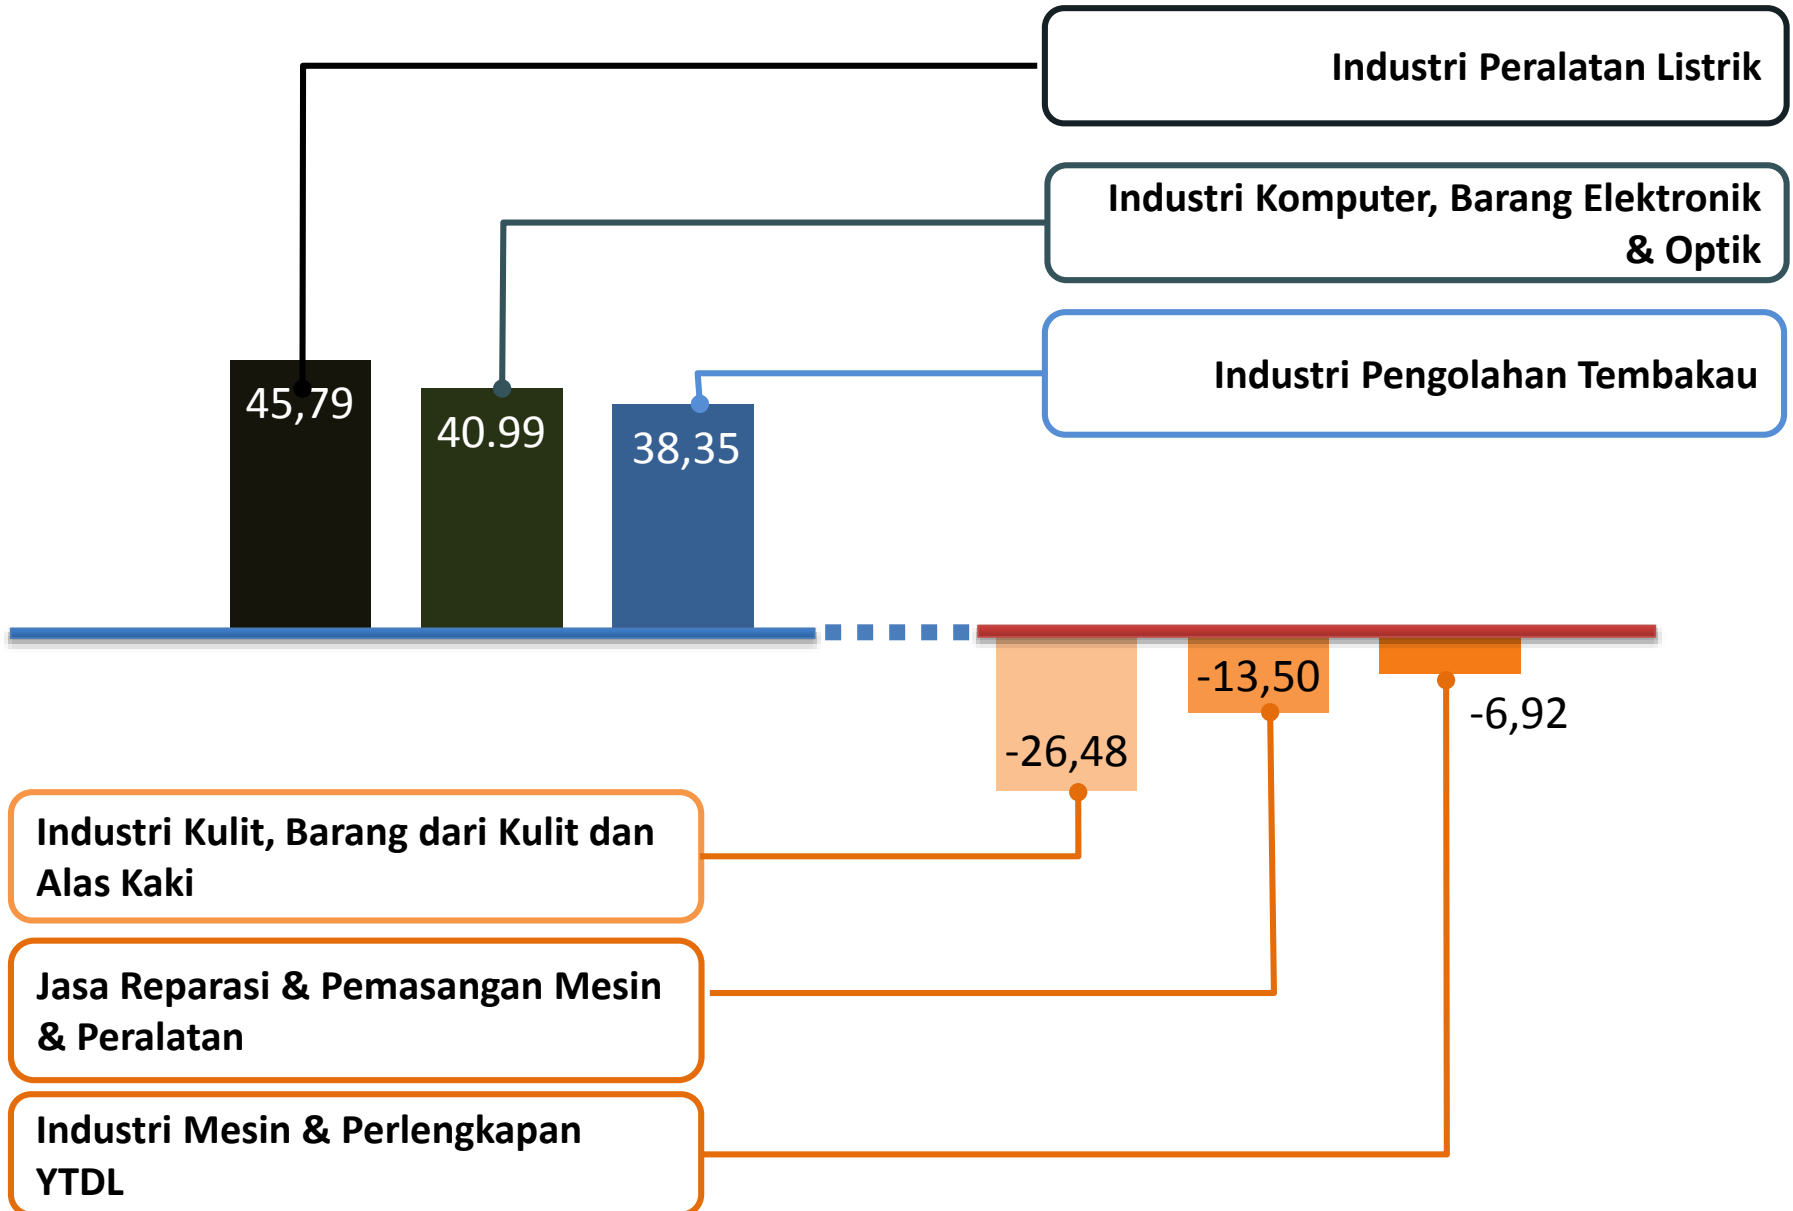 Industri Peralatan Listrik
Industri Komputer, Barang Elektronik
& Optik
Industri Pengolahan Tembakau
45,79
40.99
38,35
-26,48
-13,50
-6,92
Industri Kulit, Barang dari Kulit dan
Alas Kaki
Jasa Reparasi & Pemasangan Mesin
& Peralatan
Industri Mesin & Perlengkapan
YTDL